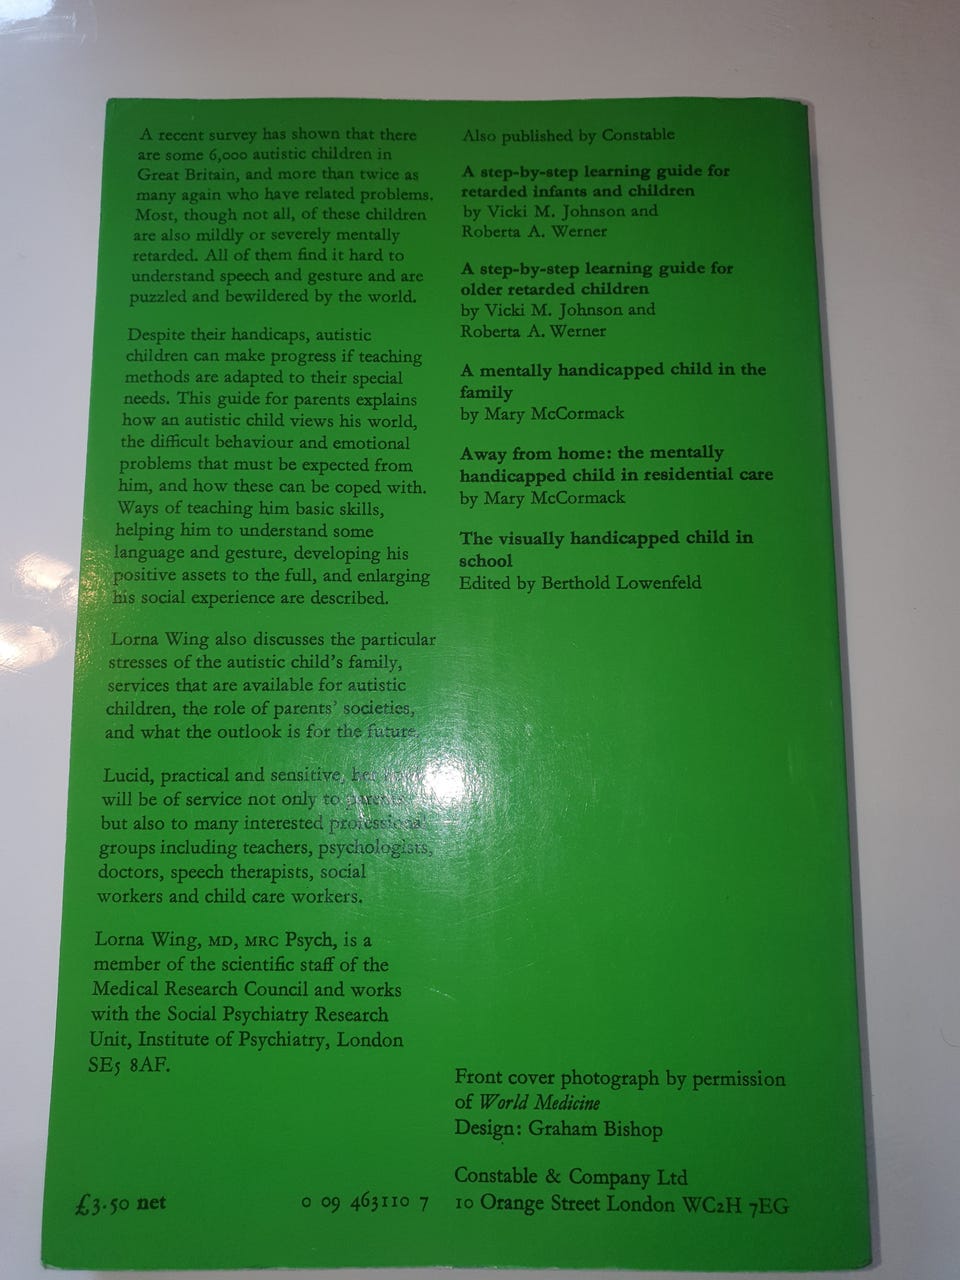 A recent survey has shown that there
are some 6,000 autistic children in
Great Britain, and more than twice as
many again who have related problems.
Most, though not all, of these children
are also mildly or severely mentally
retarded. All of them find it hard to
understand speech and gesture and are
puzzled and bewildered by the world.
Despite their handicaps, autistic
children can make progress if teaching
methods are adapted to their special
needs. This guide for parents explains
how an autistic child views his world,
the difficult behaviour and emotional
problems that must be expected from
him, and how these can be coped with.
Ways of teaching him basic skills,
helping him to understand some
language and gesture, developing his
positive assets to the full, and enlarging
his social experience are described.
Lorna Wing also discusses the particular
stresses of the autistic child's family,
services that are available for autistic
children, the role of parents' societies,
and what the outlook is for the future.
Lucid, practical and sensitive, her
will be of service not only to parents
but also to many interested professional
groups including teachers, psychologists,
doctors, speech therapists, social
workers and child care workers.
Lorna Wing, MD, MRC Psych, is a
member of the scientific staff of the
Medical Research Council and works
with the Social Psychiatry Research
Unit, Institute of Psychiatry, London
SE5 8AF.
£3·50 net
0 09 463110 7
Also published by Constable
A step-by-step learning guide for
retarded infants and children
by Vicki M. Johnson and
Roberta A. Werner
A step-by-step learning guide for
older retarded children
by Vicki M. Johnson and
Roberta A. Werner
A mentally handicapped child in the
family
by Mary McCormack
Away from home: the mentally
handicapped child in residential care
by Mary McCormack
The visually handicapped child in
school
Edited by Berthold Lowenfeld
Front cover photograph by permission
of World Medicine
Design: Graham Bishop
Constable & Company Ltd
10 Orange Street London WC2H 7EG